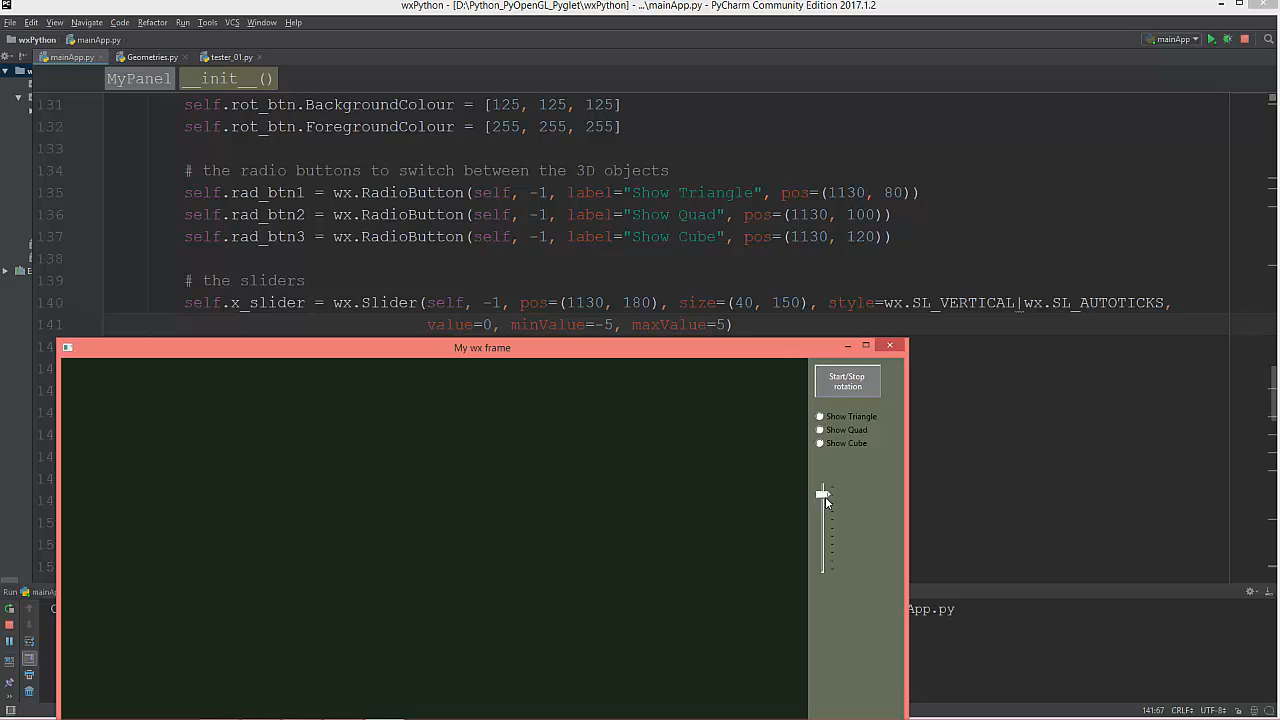 wxPython - [D:\Python_PyOpenGL_Pyglet\wxPython] - ...\mainApp.py - PyCharm Community Edition 2017.1.2
File Edit View Navigate Code Refactor Run Tools VCS Window Help
wxPython mainApp.py mainApp
mainApp.py Geometries.py tester_01.py
MyPanel __init__()
131 self.rot_btn.BackgroundColour = [125, 125, 125]
132 self.rot_btn.ForegroundColour = [255, 255, 255]
133
134 # the radio buttons to switch between the 3D objects
135 self.rad_btn1 = wx.RadioButton(self, -1, label="Show Triangle", pos=(1130, 80))
136 self.rad_btn2 = wx.RadioButton(self, -1, label="Show Quad", pos=(1130, 100))
137 self.rad_btn3 = wx.RadioButton(self, -1, label="Show Cube", pos=(1130, 120))
138
139 # the sliders
140 self.x_slider = wx.Slider(self, -1, pos=(1130, 180), size=(40, 150), style=wx.SL_VERTICAL|wx.SL_AUTOTICKS,
141 value=0, minValue=-5, maxValue=5)
My wx frame
Start/Stop
rotation
Show Triangle
Show Quad
Show Cube
Run mainA
App.py
141:67 CRLF÷ UTF-8÷